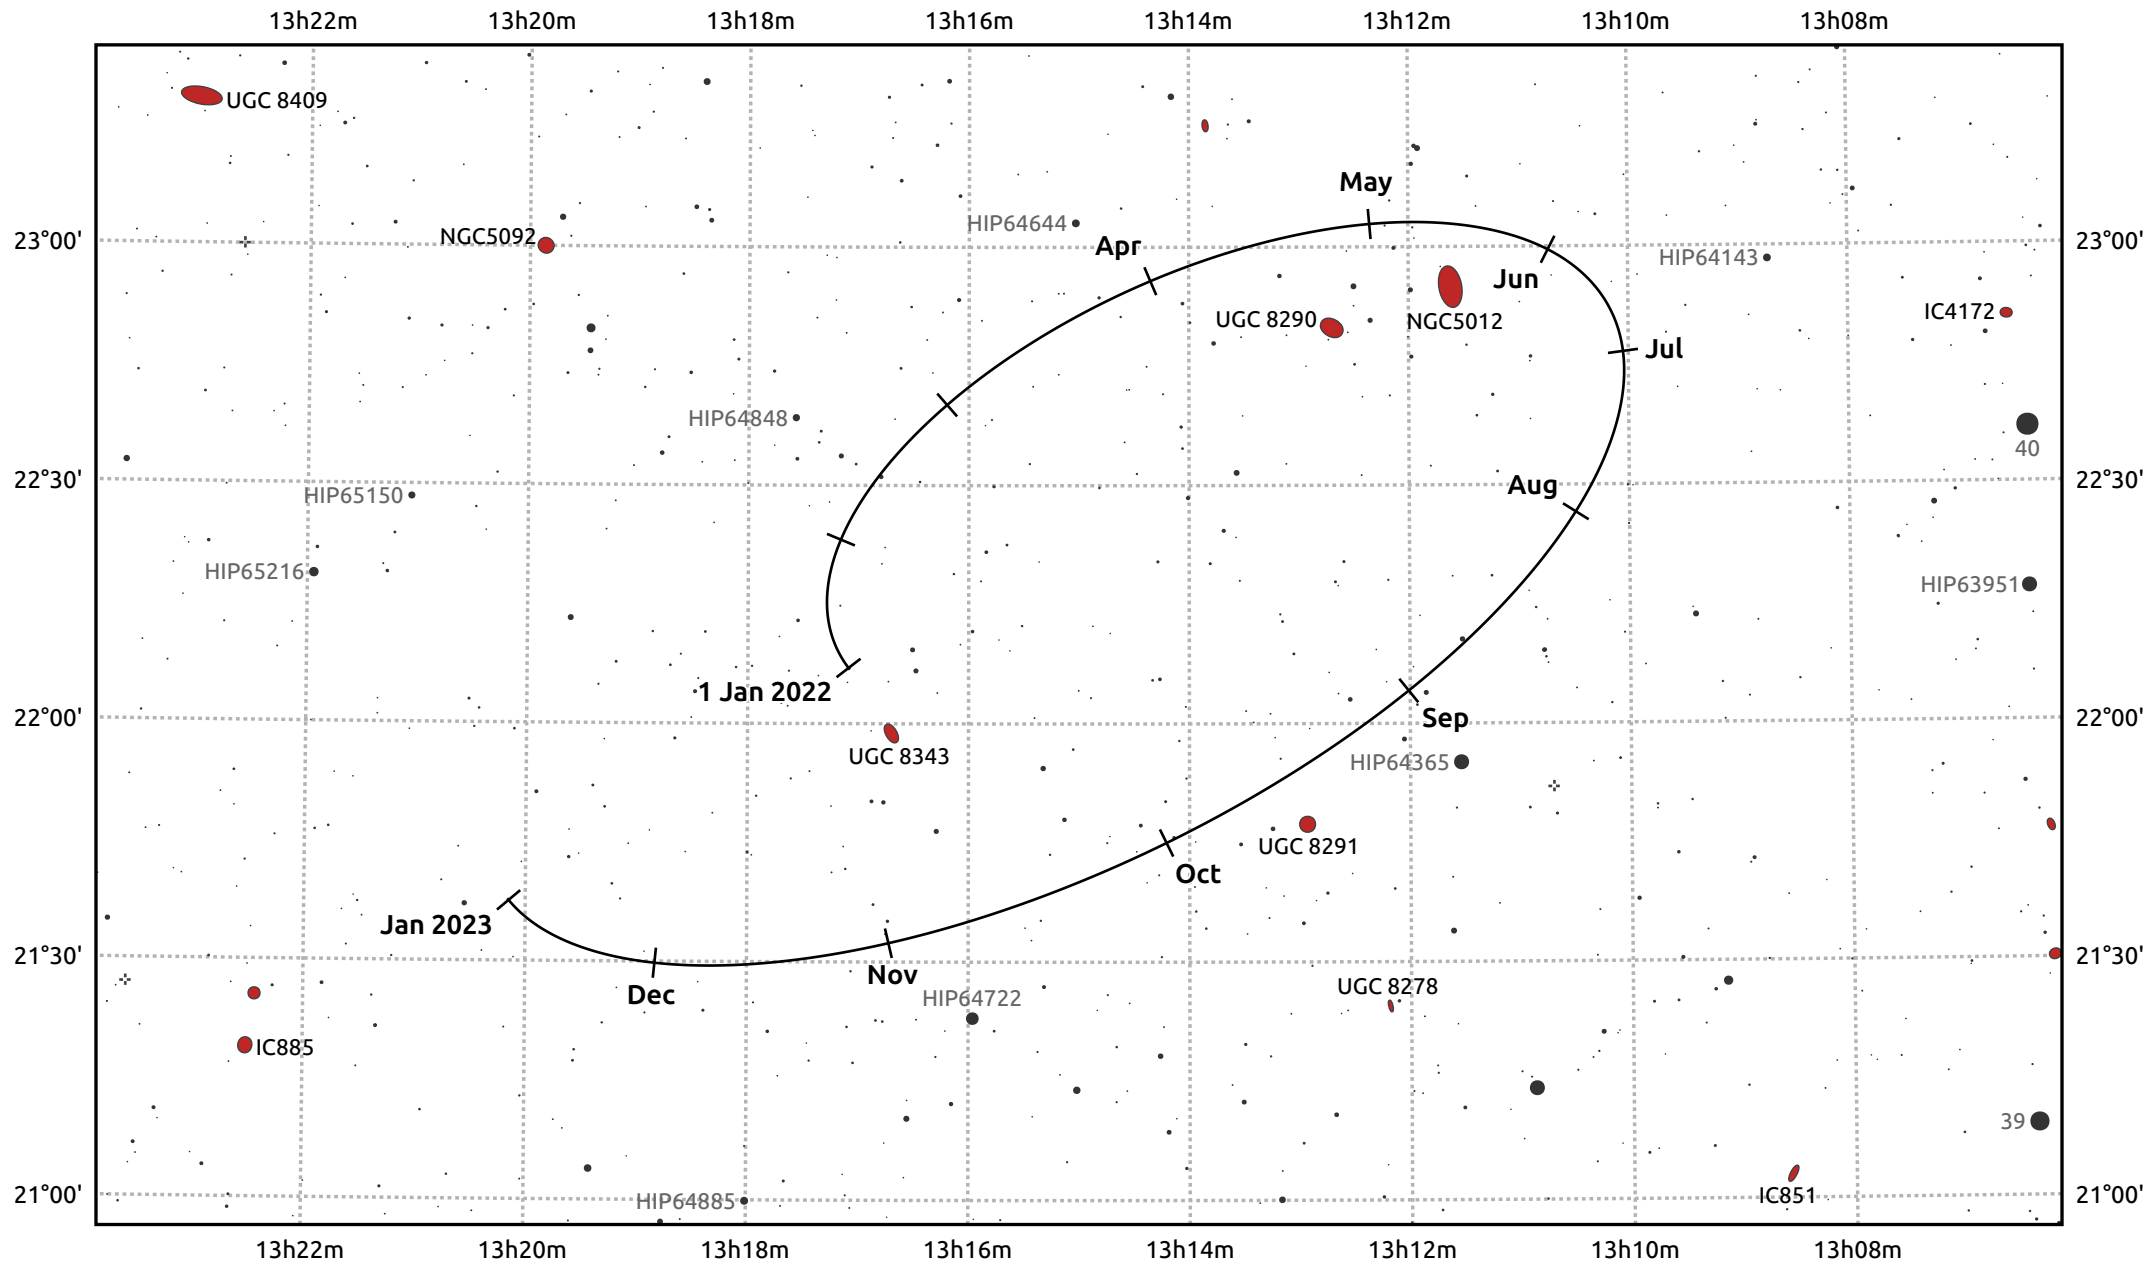 13h22m 13h20m 13h18m 13h16m 13h14m 13h12m 13h10m 13h08m
UGC 8409
May
HIP64644
NGC5092
23°00' 23°00'
Apr
HIP64143
Jun
IC4172
UGC 8290
NGC5012
Jul
HIP64848
40
22°30' 22°30'
Aug
HIP65150
HIP65216
HIP63951
1 Jan 2022
22°00' 22°00'
Sep
UGC 8343
HIP64365
UGC 8291
Oct
Jan 2023
21°30' 21°30'
Nov
UGC 8278
Dec
HIP64722
IC885
39
21°00' 21°00'
IC851
HIP64885
13h22m 13h20m 13h18m 13h16m 13h14m 13h12m 13h10m 13h08m